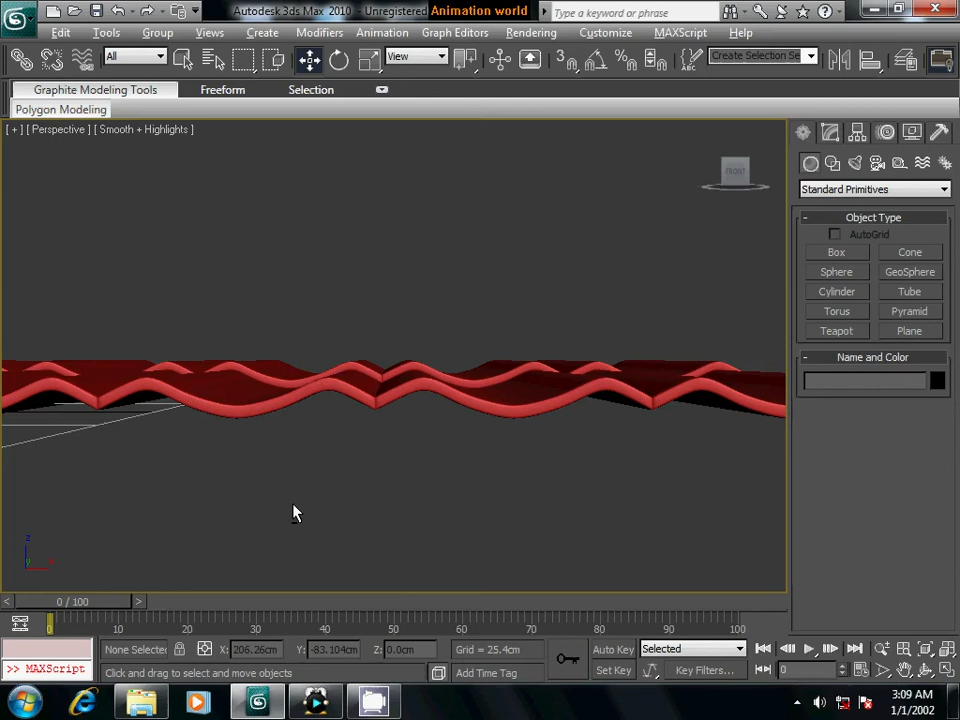 Autodesk 3ds Max 2010 - Unregistered Animation world Type a keyword or phrase
Edit Tools Group Views Create Modifiers Animation Graph Editors Rendering Customize MAXScript Help
All View 3 Create Selection Se
Graphite Modeling Tools Freeform Selection
Polygon Modeling
[ + ] [ Perspective ] [ Smooth + Highlights ]
FRONT
Standard Primitives
- Object Type
AutoGrid
Box Cone
Sphere GeoSphere
Cylinder Tube
Torus Pyramid
Teapot Plane
- Name and Color
z
x
y
< 0 / 100 >
0 10 20 30 40 50 60 70 80 90 100
None Selecte X: 206.26cm Y: -83.104cm Z: 0.0cm Grid = 25.4cm Auto Key Selected
>> MAXScript Click and drag to select and move objects Add Time Tag Set Key Key Filters... 0
3:09 AM
1/1/2002